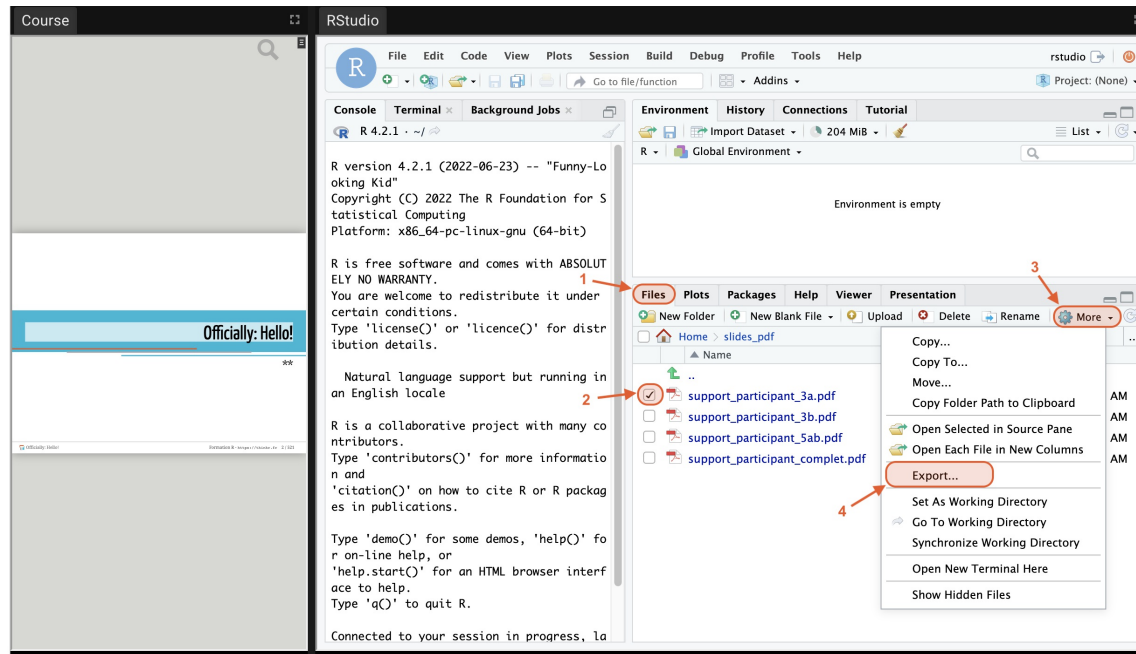 Course
Officially: Hello!
**
Officially: Hello!
Formation R - https://thinkr.fr 2 / 321
RStudio
R
File Edit Code View Plots Session Build Debug Profile Tools Help
rstudio
Go to file/function
Addins
Project: (None)
Console Terminal Background Jobs
R 4.2.1 · ~/
R version 4.2.1 (2022-06-23) -- "Funny-Lo
oking Kid"
Copyright (C) 2022 The R Foundation for S
tatistical Computing
Platform: x86_64-pc-linux-gnu (64-bit)
R is free software and comes with ABSOLUT
ELY NO WARRANTY.
You are welcome to redistribute it under
certain conditions.
Type 'license()' or 'licence()' for distr
ibution details.
Natural language support but running in
an English locale
R is a collaborative project with many co
ntributors.
Type 'contributors()' for more informatio
n and
'citation()' on how to cite R or R packag
es in publications.
Type 'demo()' for some demos, 'help()' fo
r on-line help, or
'help.start()' for an HTML browser interf
ace to help.
Type 'q()' to quit R.
Connected to your session in progress, la
Environment History Connections Tutorial
Import Dataset 204 MiB
List
R Global Environment
Environment is empty
1
3
Files Plots Packages Help Viewer Presentation
New Folder New Blank File Upload Delete Rename More
Home slides_pdf
...
Name
..
2
support_participant_3a.pdf
AM
support_participant_3b.pdf
AM
support_participant_5ab.pdf
AM
support_participant_complet.pdf
AM
Copy...
Copy To...
Move...
Copy Folder Path to Clipboard
Open Selected in Source Pane
Open Each File in New Columns
Export...
4
Set As Working Directory
Go To Working Directory
Synchronize Working Directory
Open New Terminal Here
Show Hidden Files